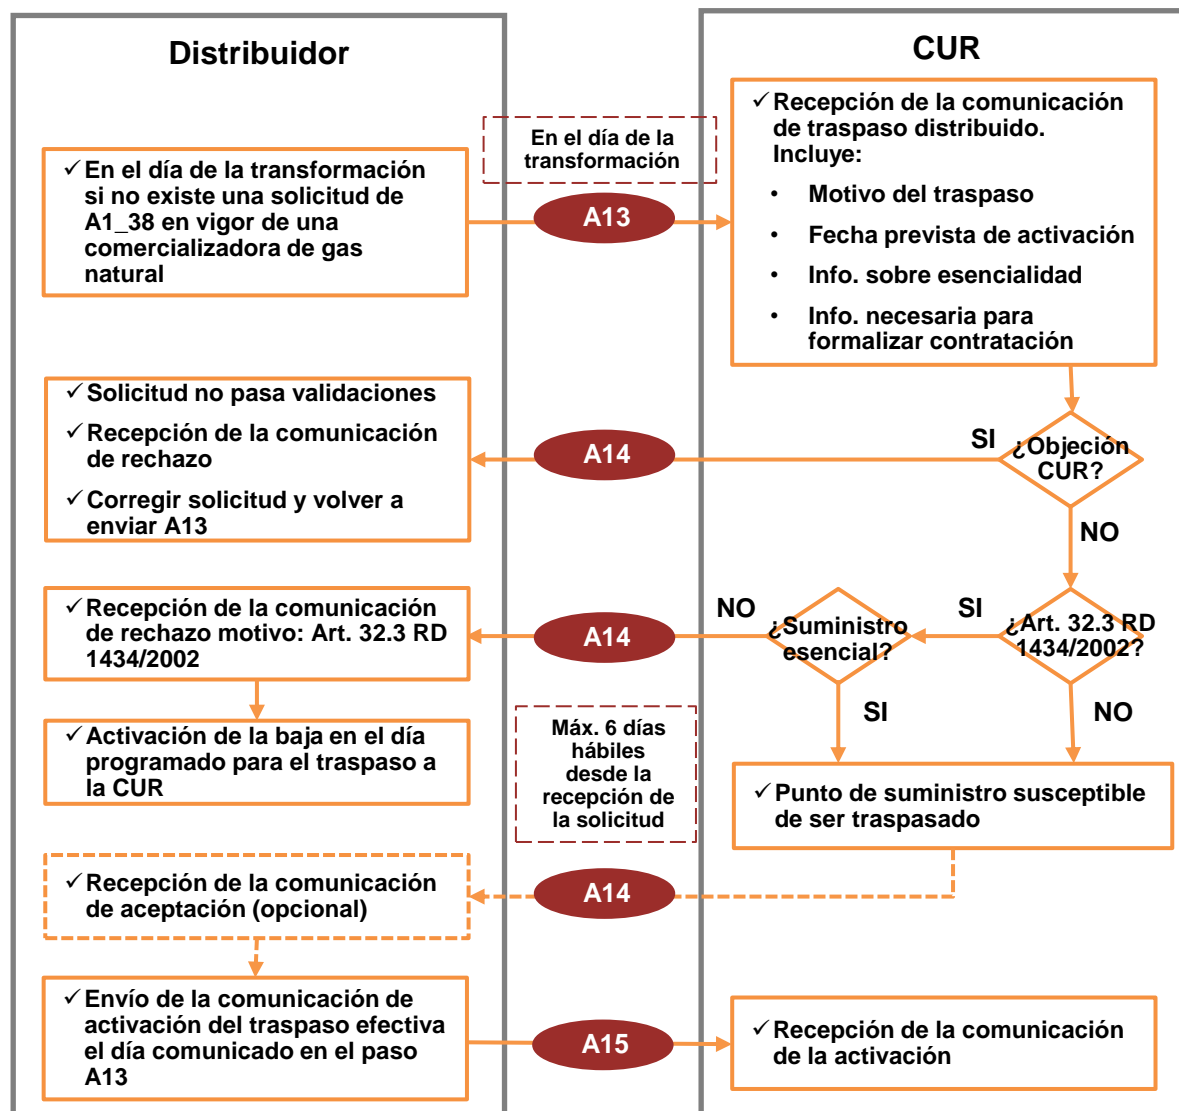 Distribuidor
CUR
En el día de la
transformación
✓ En el día de la transformación
si no existe una solicitud de
A1_38 en vigor de una
comercializadora de gas
natural
A13
✓ Recepción de la comunicación
de traspaso distribuido.
Incluye:
• Motivo del traspaso
• Fecha prevista de activación
• Info. sobre esencialidad
• Info. necesaria para
formalizar contratación
✓ Solicitud no pasa validaciones
✓ Recepción de la comunicación
de rechazo
✓ Corregir solicitud y volver a
enviar A13
A14
SI
¿Objeción
CUR?
NO
✓ Recepción de la comunicación
de rechazo motivo: Art. 32.3 RD
1434/2002
A14
NO
¿Suministro
esencial?
SI
¿Art. 32.3 RD
1434/2002?
SI
NO
✓ Activación de la baja en el día
programado para el traspaso a
la CUR
Máx. 6 días
hábiles
desde la
recepción de
la solicitud
✓ Punto de suministro susceptible
de ser traspasado
✓ Recepción de la comunicación
de aceptación (opcional)
A14
✓ Envío de la comunicación de
activación del traspaso efectiva
el día comunicado en el paso
A13
A15
✓ Recepción de la comunicación
de la activación